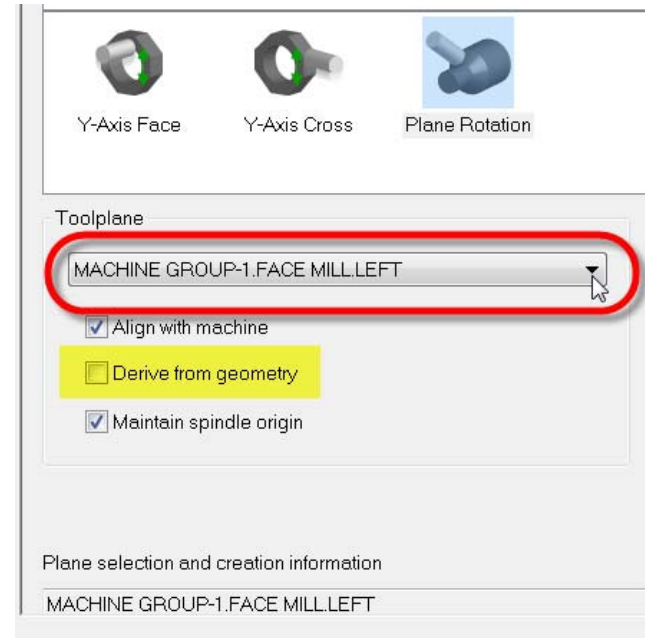 Y-Axis Face
Y-Axis Cross
Plane Rotation
Toolplane
MACHINE GROUP-1.FACE MILL.LEFT
Align with machine
Derive from geometry
Maintain spindle origin
Plane selection and creation information
MACHINE GROUP-1.FACE MILL.LEFT